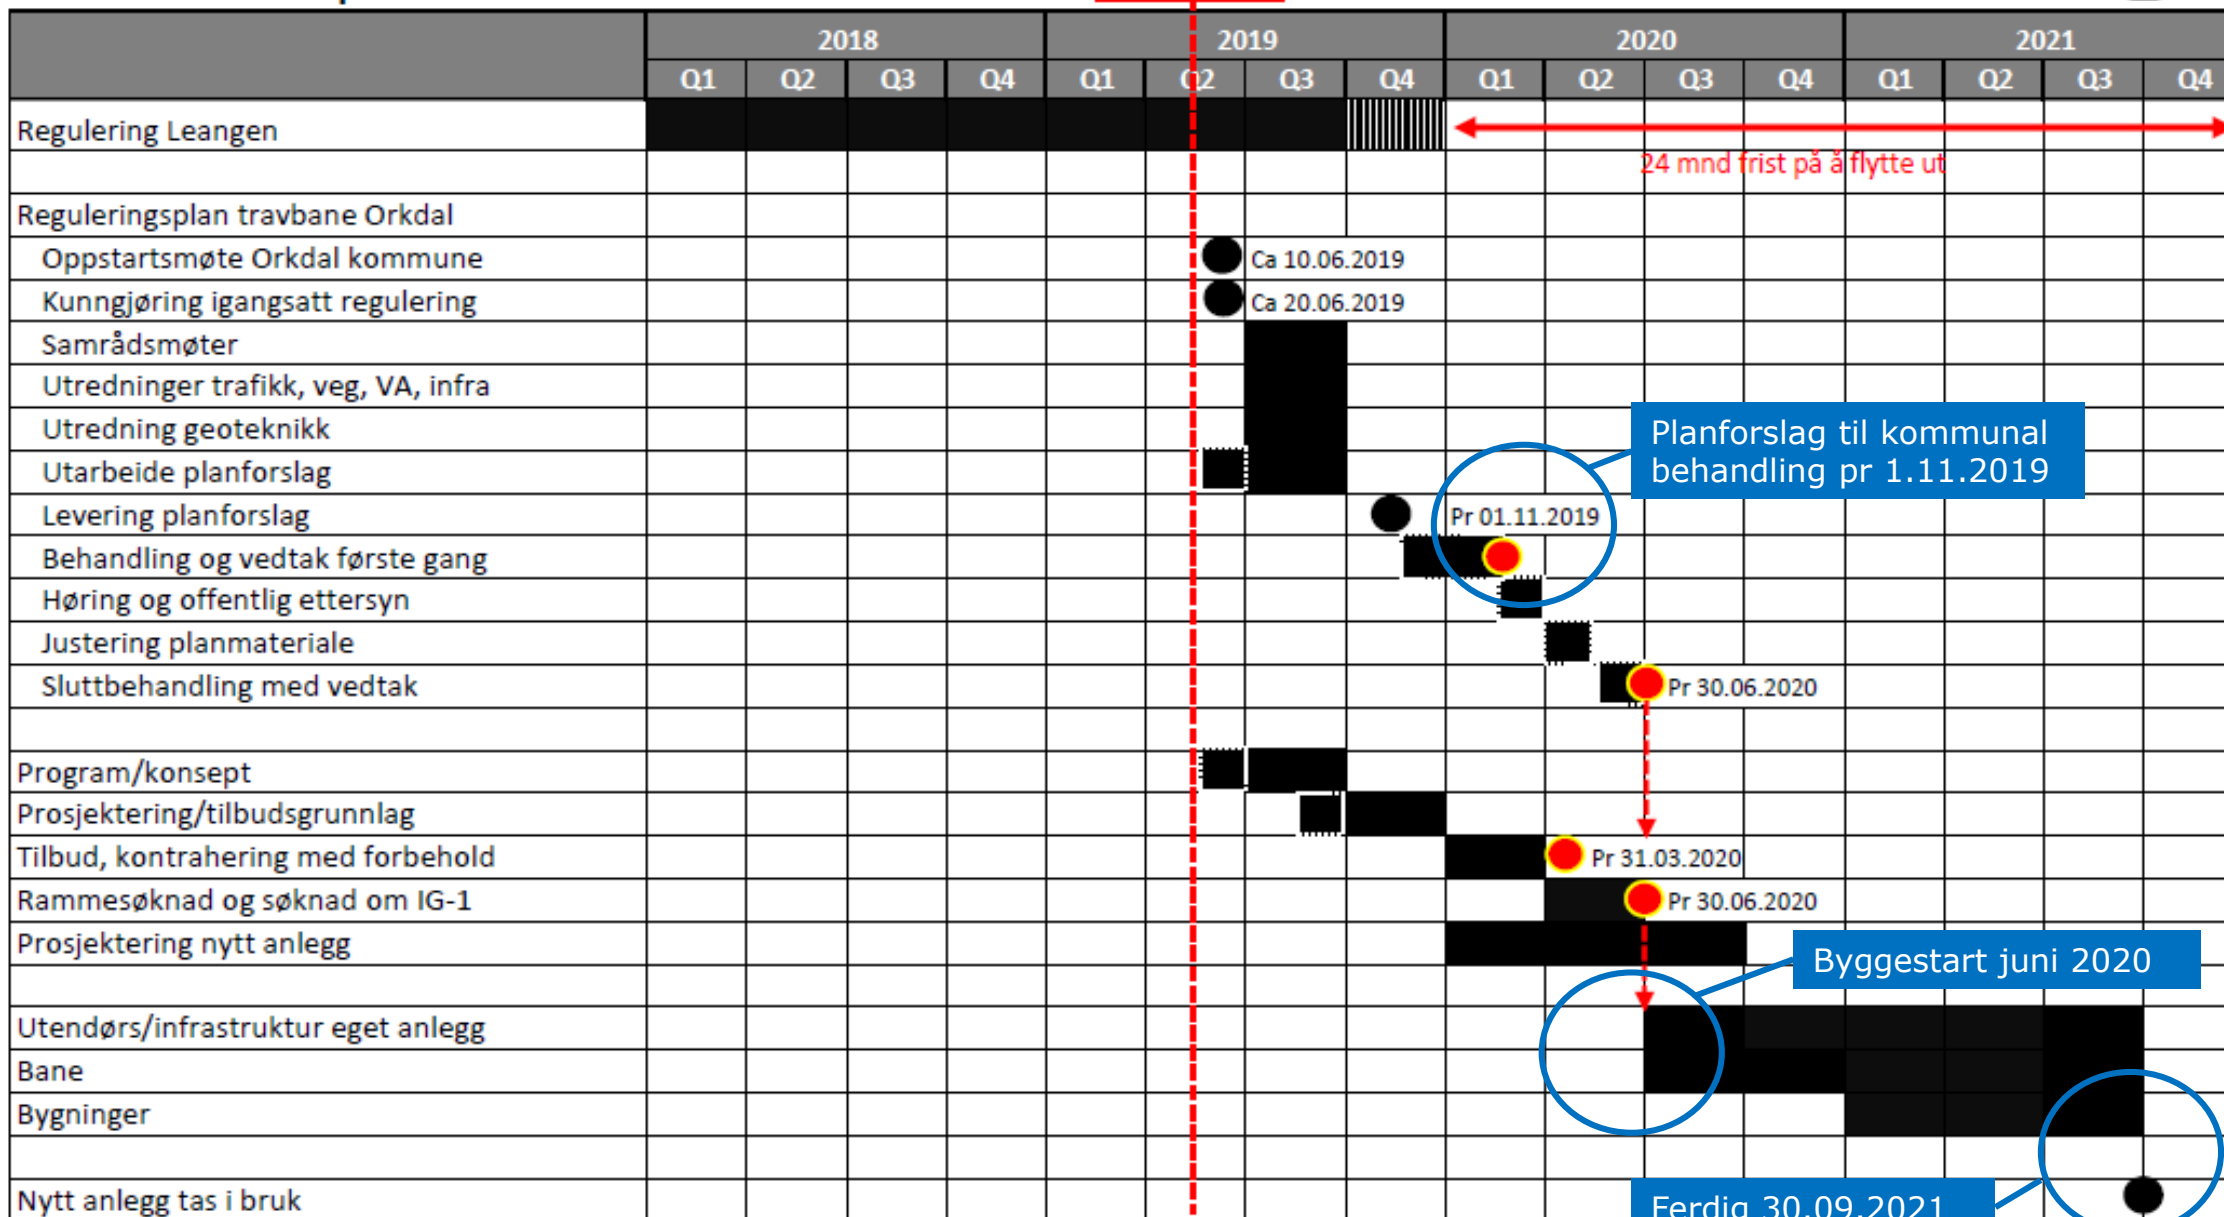 2018 2019 2020 2021
Q1 Q2 Q3 Q4 Q1 Q2 Q3 Q4 Q1 Q2 Q3 Q4 Q1 Q2 Q3 Q4
Regulering Leangen
24 mnd frist på å flytte ut
Reguleringsplan travbane Orkdal
Oppstartsmøte Orkdal kommune Ca 10.06.2019
Kunngjøring igangsatt regulering Ca 20.06.2019
Samrådsmøter
Utredninger trafikk, veg, VA, infra
Utredning geoteknikk
Planforslag til kommunal
behandling pr 1.11.2019
Utarbeide planforslag
Levering planforslag Pr 01.11.2019
Behandling og vedtak første gang
Høring og offentlig ettersyn
Justering planmateriale
Sluttbehandling med vedtak Pr 30.06.2020
Program/konsept
Prosjektering/tilbudsgrunnlag
Tilbud, kontrahering med forbehold Pr 31.03.2020
Rammesøknad og søknad om IG-1 Pr 30.06.2020
Prosjektering nytt anlegg
Byggestart juni 2020
Utendørs/infrastruktur eget anlegg
Bane
Bygninger
Nytt anlegg tas i bruk
Ferdig 30.09.2021